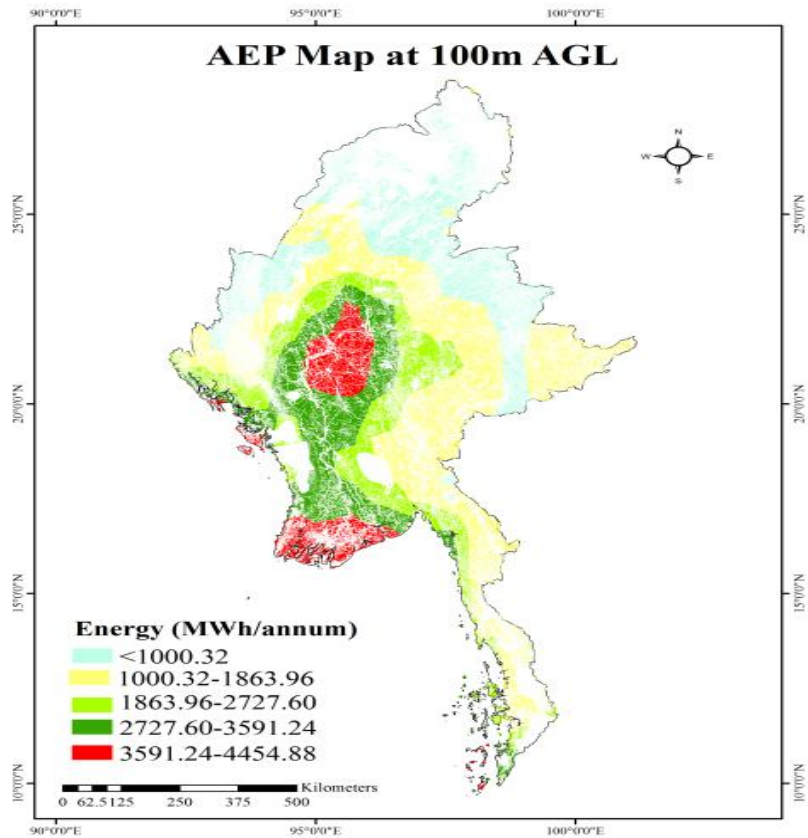 90°0'0"E 95°0'0"E 100°0'0"E
AEP Map at 100m AGL
N
W E
S
25°0'0"N 25°0'0"N
20°0'0"N 20°0'0"N
15°0'0"N 15°0'0"N
Energy (MWh/annum)
<1000.32
1000.32-1863.96
1863.96-2727.60
2727.60-3591.24
3591.24-4454.88
10°0'0"N 10°0'0"N
Kilometers
0 62.5 125 250 375 500
90°0'0"E 95°0'0"E 100°0'0"E